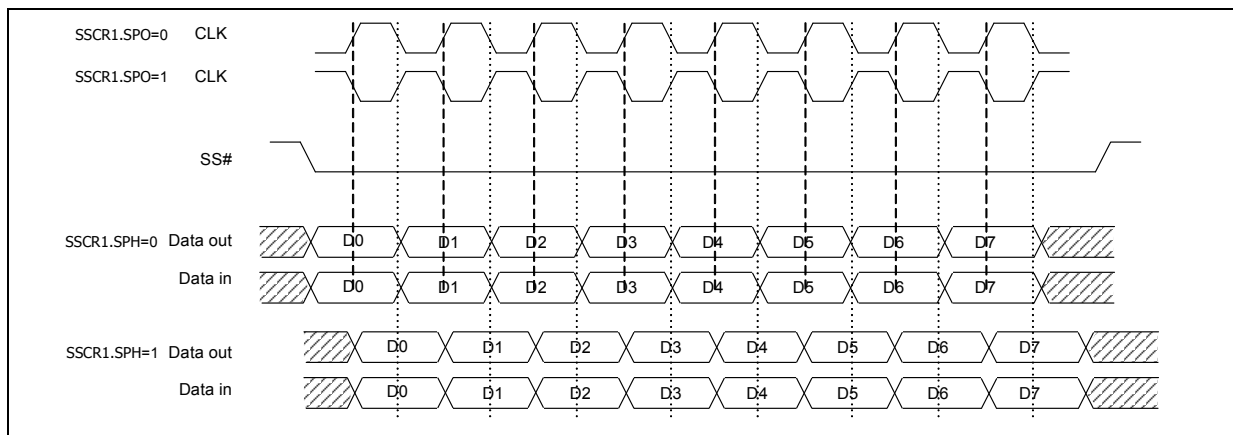 SSCR1.SPO=0 CLK
SSCR1.SPO=1 CLK
SS#
SSCR1.SPH=0 Data out D0 D1 D2 D3 D4 D5 D6 D7
Data in D0 D1 D2 D3 D4 D5 D6 D7
SSCR1.SPH=1 Data out D0 D1 D2 D3 D4 D5 D6 D7
Data in D0 D1 D2 D3 D4 D5 D6 D7